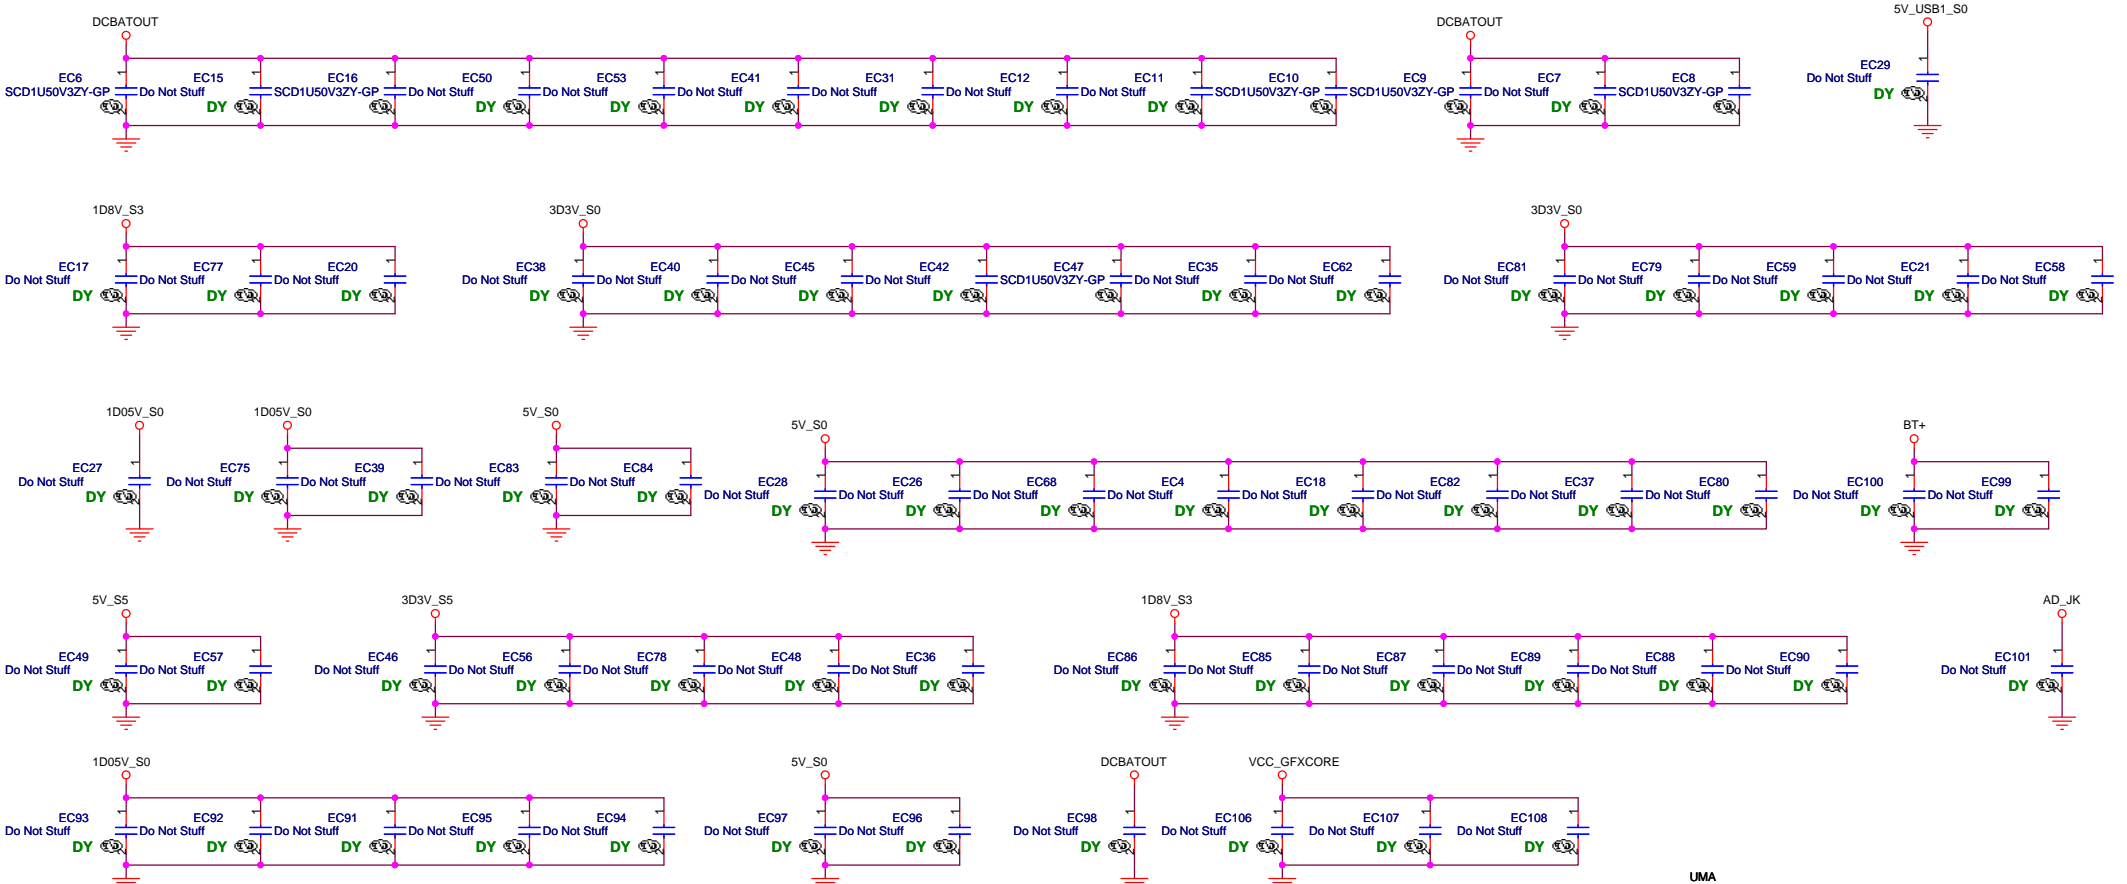 DCBATOUT
DCBATOUT
5V_USB1_S0
EC6 EC15 EC16 EC50 EC53 EC41 EC31 EC12 EC11 EC10 EC9 EC7 EC8 EC29
SCD1U50V3ZY-GP Do Not Stuff SCD1U50V3ZY-GP Do Not Stuff Do Not Stuff Do Not Stuff Do Not Stuff Do Not Stuff Do Not Stuff SCD1U50V3ZY-GP SCD1U50V3ZY-GP Do Not Stuff SCD1U50V3ZY-GP Do Not Stuff
DY DY DY DY DY DY DY DY DY
1D8V_S3 3D3V_S0 3D3V_S0
EC17 EC77 EC20 EC38 EC40 EC45 EC42 EC47 EC35 EC62 EC81 EC79 EC59 EC21 EC58
Do Not Stuff Do Not Stuff Do Not Stuff Do Not Stuff Do Not Stuff Do Not Stuff Do Not Stuff SCD1U50V3ZY-GP Do Not Stuff Do Not Stuff Do Not Stuff Do Not Stuff Do Not Stuff Do Not Stuff Do Not Stuff
DY DY DY DY DY DY DY DY DY DY DY DY DY DY
1D05V_S0 1D05V_S0 5V_S0 5V_S0 BT+
EC27 EC75 EC39 EC83 EC84 EC28 EC26 EC68 EC4 EC18 EC82 EC37 EC80 EC100 EC99
Do Not Stuff Do Not Stuff Do Not Stuff Do Not Stuff Do Not Stuff Do Not Stuff Do Not Stuff Do Not Stuff Do Not Stuff Do Not Stuff Do Not Stuff Do Not Stuff Do Not Stuff Do Not Stuff Do Not Stuff
DY DY DY DY DY DY DY DY DY DY DY DY DY DY DY
5V_S5 3D3V_S5 1D8V_S3 AD_JK
EC49 EC57 EC46 EC56 EC78 EC48 EC36 EC86 EC85 EC87 EC89 EC88 EC90 EC101
Do Not Stuff Do Not Stuff Do Not Stuff Do Not Stuff Do Not Stuff Do Not Stuff Do Not Stuff Do Not Stuff Do Not Stuff Do Not Stuff Do Not Stuff Do Not Stuff Do Not Stuff Do Not Stuff
DY DY DY DY DY DY DY DY DY DY DY DY DY DY
1D05V_S0 5V_S0 DCBATOUT VCC_GFXCORE
EC93 EC92 EC91 EC95 EC94 EC97 EC96 EC98 EC106 EC107 EC108
Do Not Stuff Do Not Stuff Do Not Stuff Do Not Stuff Do Not Stuff Do Not Stuff Do Not Stuff Do Not Stuff Do Not Stuff Do Not Stuff Do Not Stuff
DY DY DY DY DY DY DY DY DY DY DY
UMA